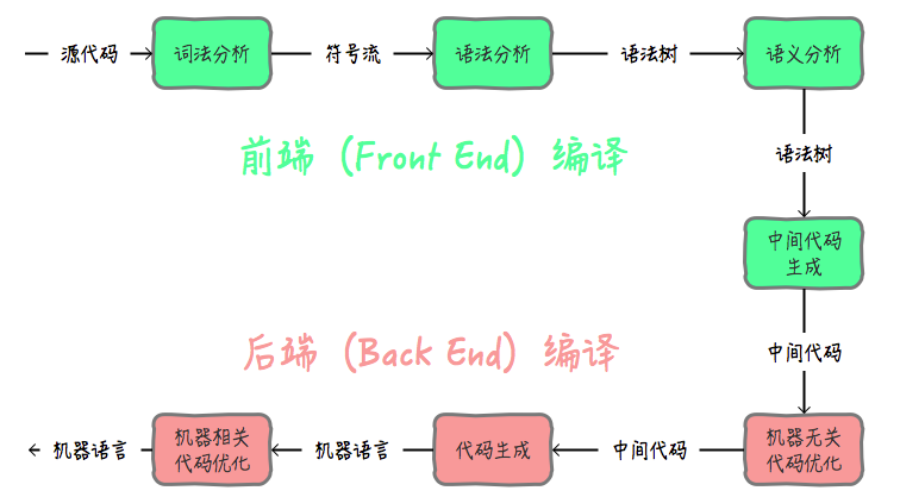 源代码
词法分析
符号流
语法分析
语法树
语义分析
前端 (Front End) 编译
语法树
中间代码
生成
后端 (Back End) 编译
中间代码
机器语言
机器相关
代码优化
机器语言
代码生成
中间代码
机器无关
代码优化